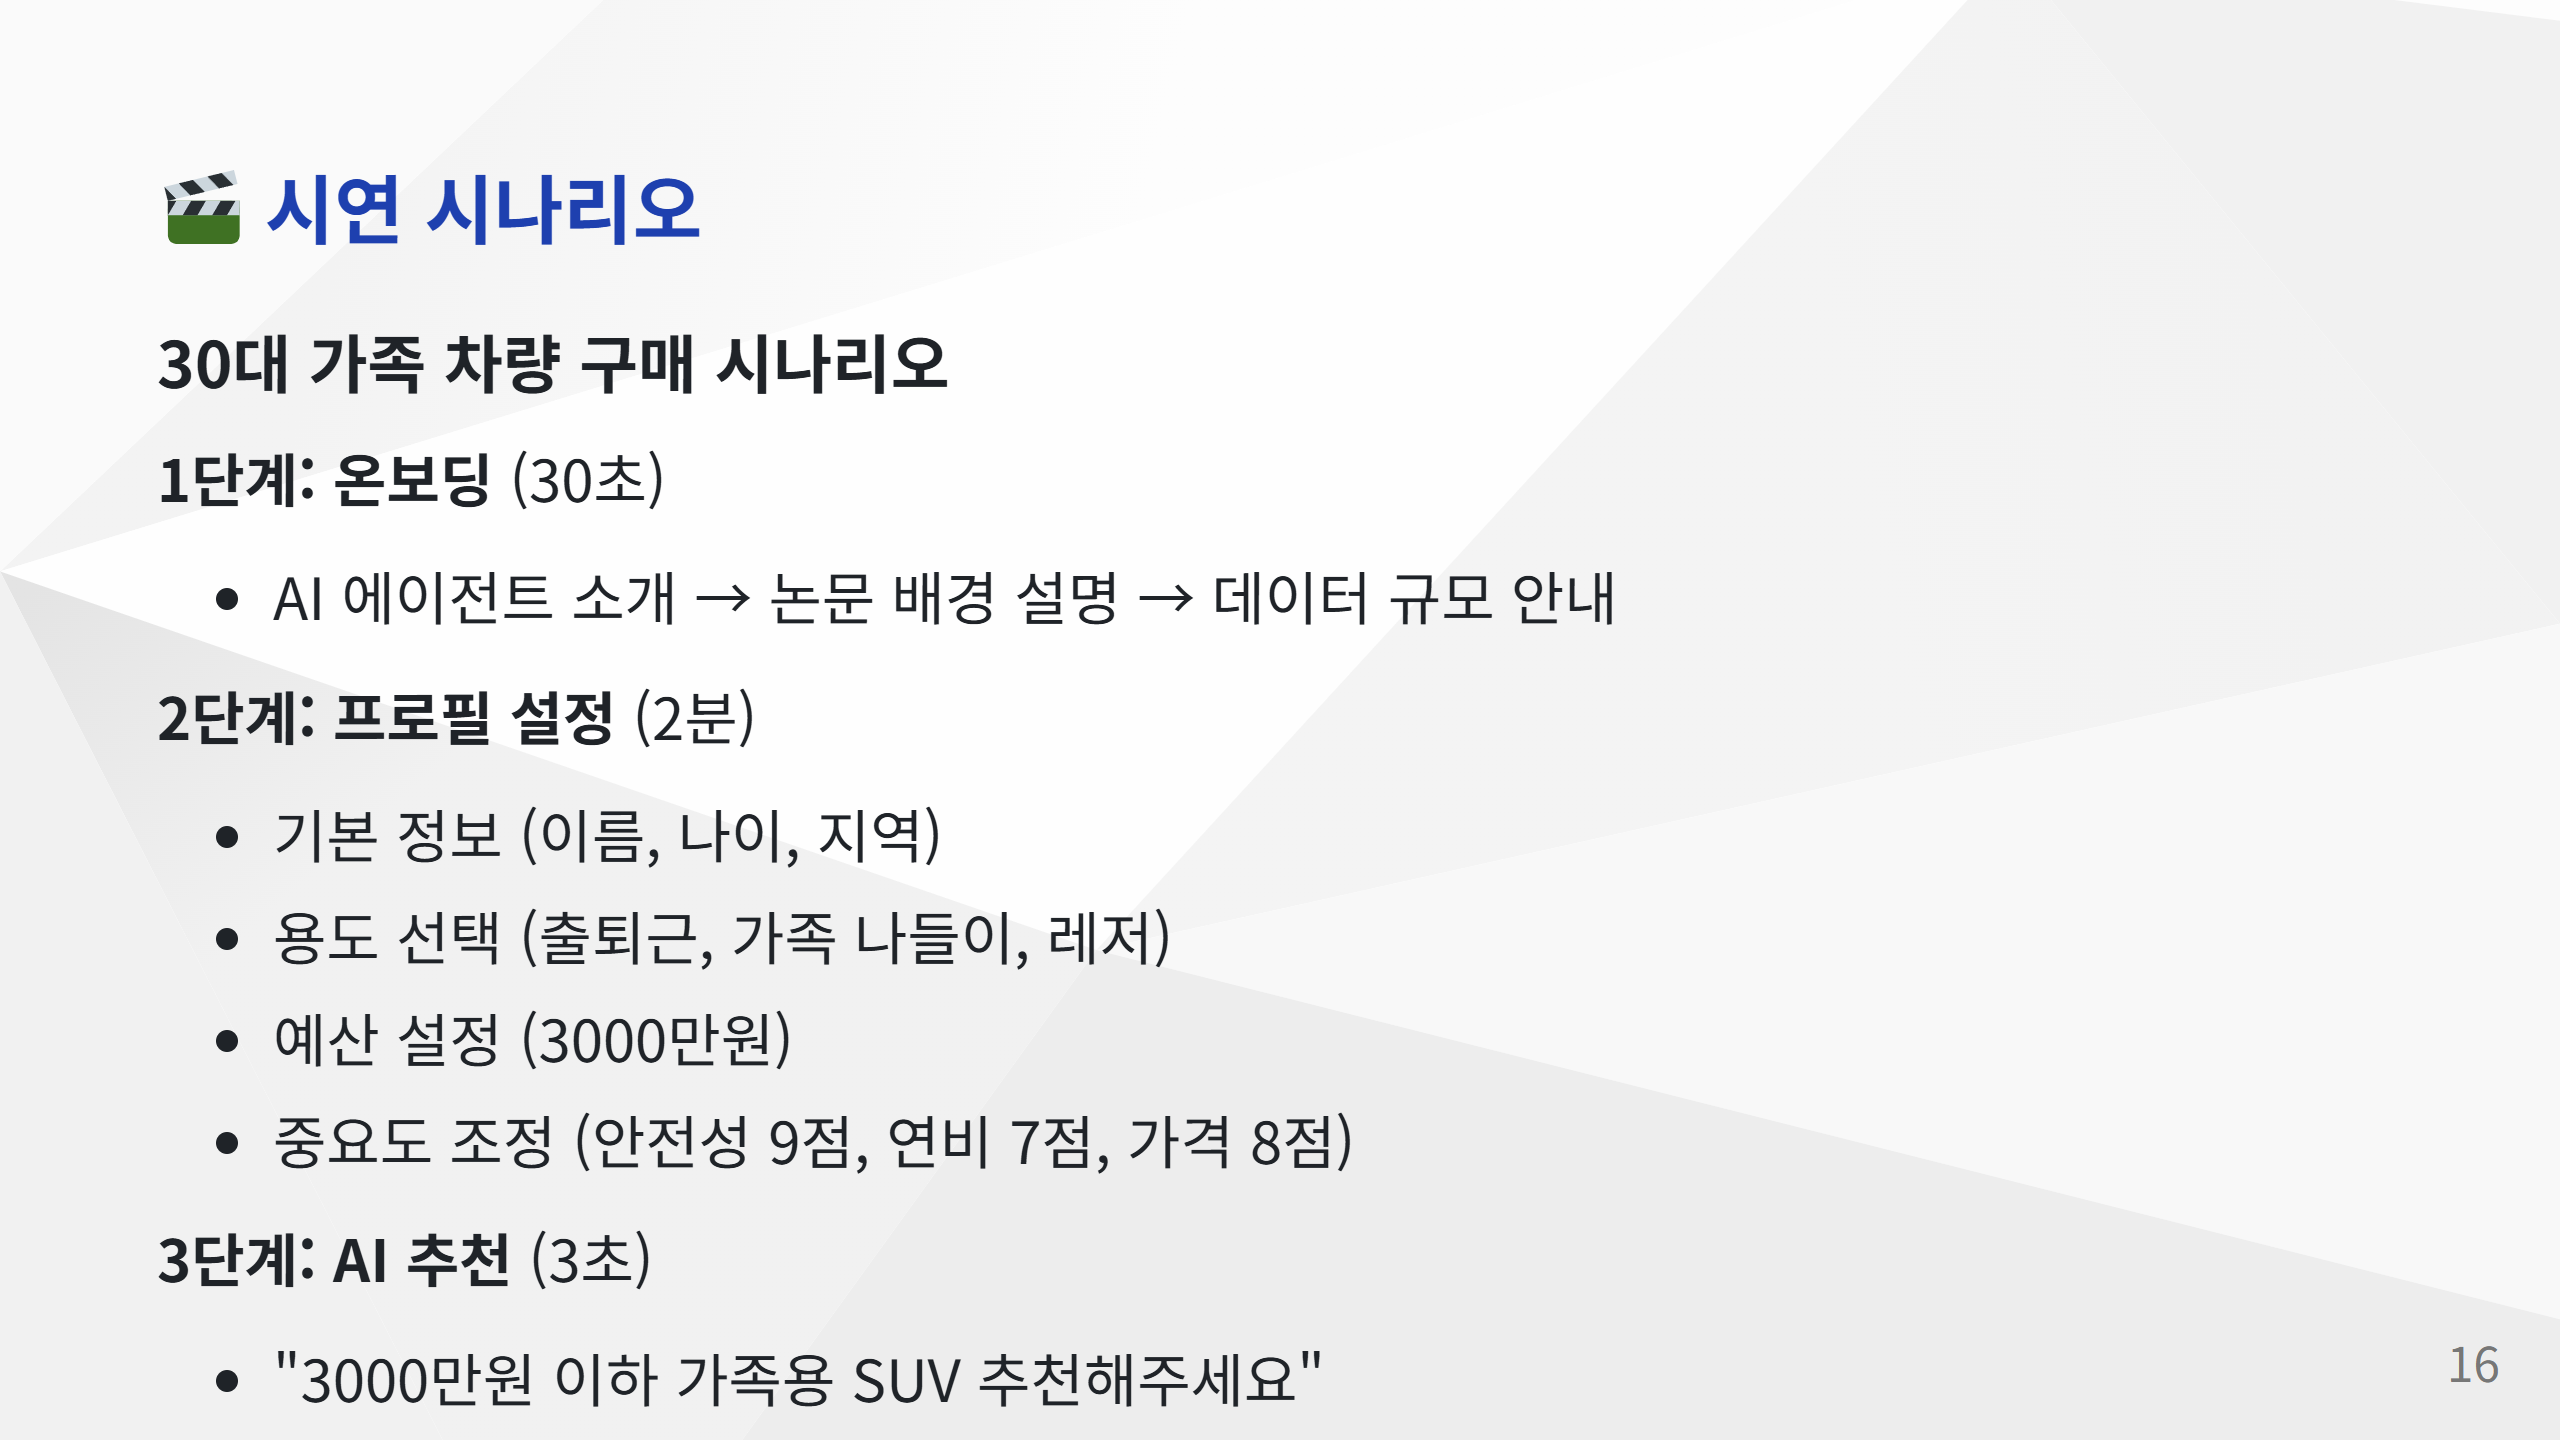 🎬 시연 시나리오
30대 가족 차량 구매 시나리오
1단계: 온보딩 (30초)
• AI 에이전트 소개 → 논문 배경 설명 → 데이터 규모 안내
2단계: 프로필 설정 (2분)
• 기본 정보 (이름, 나이, 지역)
• 용도 선택 (출퇴근, 가족 나들이, 레저)
• 예산 설정 (3000만원)
• 중요도 조정 (안전성 9점, 연비 7점, 가격 8점)
3단계: AI 추천 (3초)
• "3000만원 이하 가족용 SUV 추천해주세요"
16